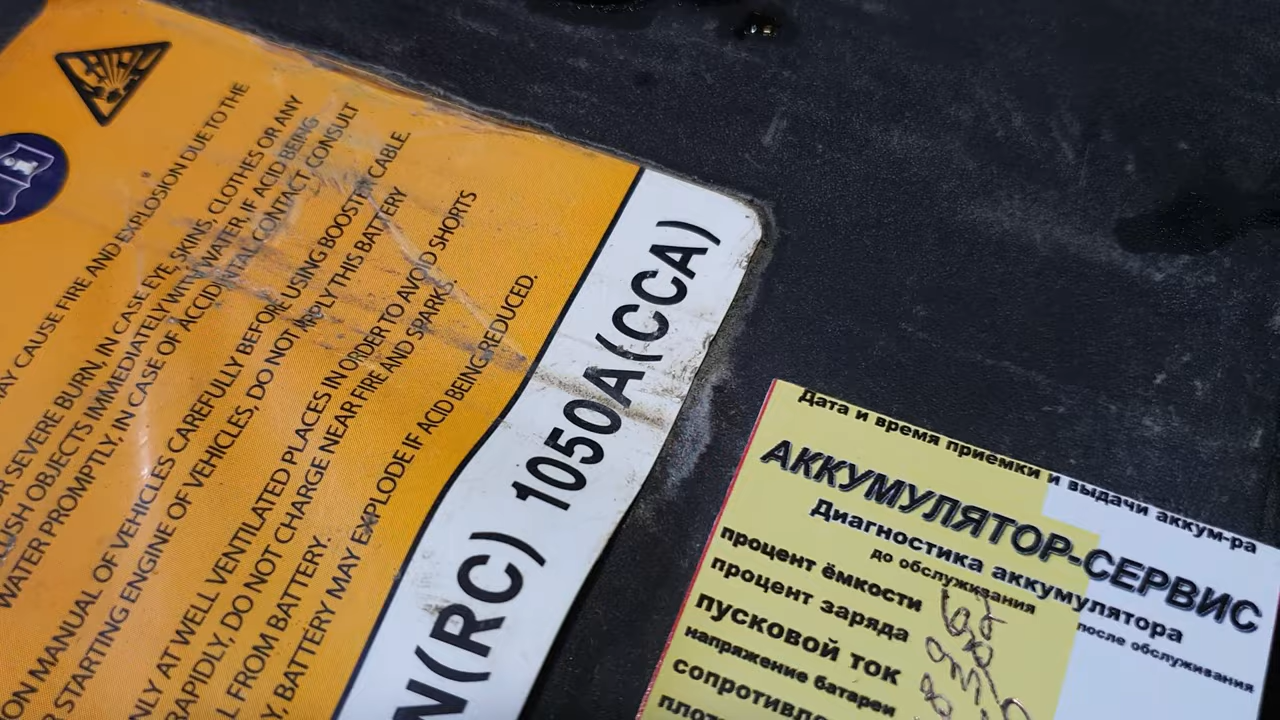 AY CAUSE FIRE AND EXPLOSION DUE TO THE
OR SEVERE BURN, IN CASE EYE, SKINS, CLOTHES OR ANY
LUSH OBJECTS IMMEDIATELY WITH WATER. IF ACID BEING
WATER PROMPTLY, IN CASE OF ACCIDENTAL CONTACT CONSULT
ON MANUAL OF VEHICLES CAREFULLY BEFORE USING BOOSTER CABLE.
STARTING ENGINE OF VEHICLES, DO NOT APPLY THIS BATTERY
NLY AT WELL VENTILATED PLACES IN ORDER TO AVOID SHORTS
RAPIDLY, DO NOT CHARGE NEAR FIRE AND SPARKS.
L FROM BATTERY.
Y, BATTERY MAY EXPLODE IF ACID BEING REDUCED.
N(RC) 1050A(CCA)
Дата и время приемки и выдачи аккум-ра
АККУМУЛЯТОР-СЕРВИС
Диагностика аккумулятора
до обслуживания после обслуживания
процент ёмкости
процент заряда
пусковой ток
напряжение батареи
сопротивле
плот